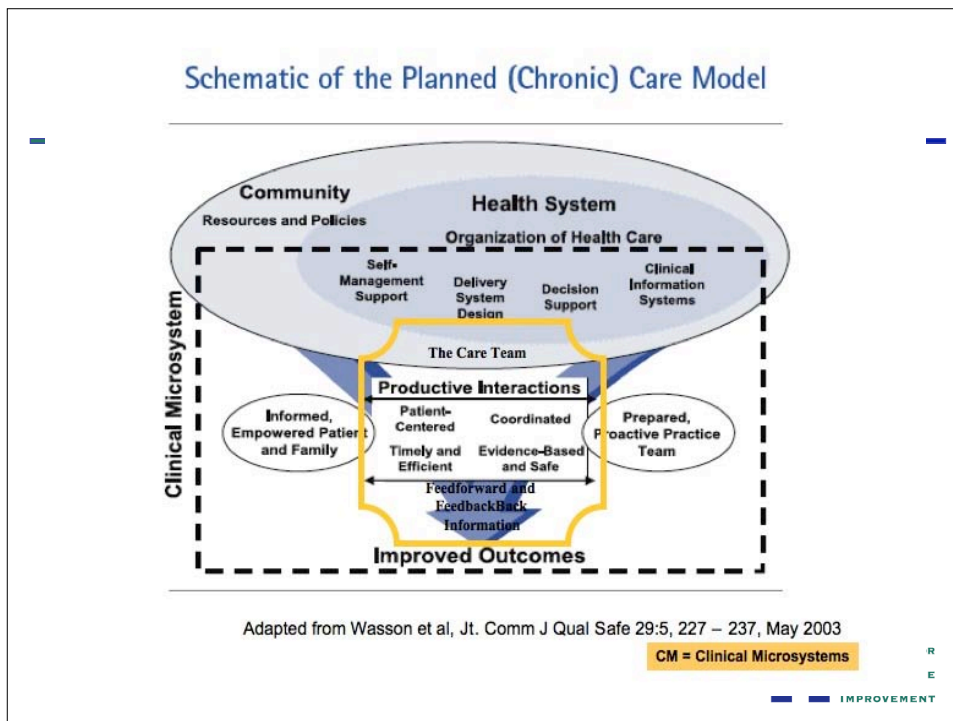 Schematic of the Planned (Chronic) Care Model
Community
Resources and Policies
Health System
Organization of Health Care
Self-
Management
Support
Delivery
System
Design
Decision
Support
Clinical
Information
Systems
Clinical Microsystem
The Care Team
Productive Interactions
Informed,
Empowered Patient
and Family
Patient-
Centered
Coordinated
Timely and
Efficient
Evidence-Based
and Safe
Prepared,
Proactive Practice
Team
Feedforward and
FeedbackBack
Information
Improved Outcomes
Adapted from Wasson et al, Jt. Comm J Qual Safe 29:5, 227 – 237, May 2003
CM = Clinical Microsystems
R
E
IMPROVEMENT